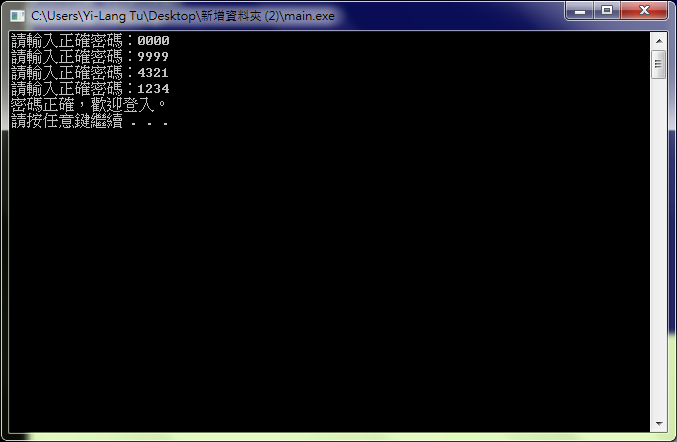 C:\Users\Yi-Lang Tu\Desktop\新增資料夾 (2)\main.exe
請輸入正確密碼：0000
請輸入正確密碼：9999
請輸入正確密碼：4321
請輸入正確密碼：1234
密碼正確，歡迎登入。
請按任意鍵繼續 . . .